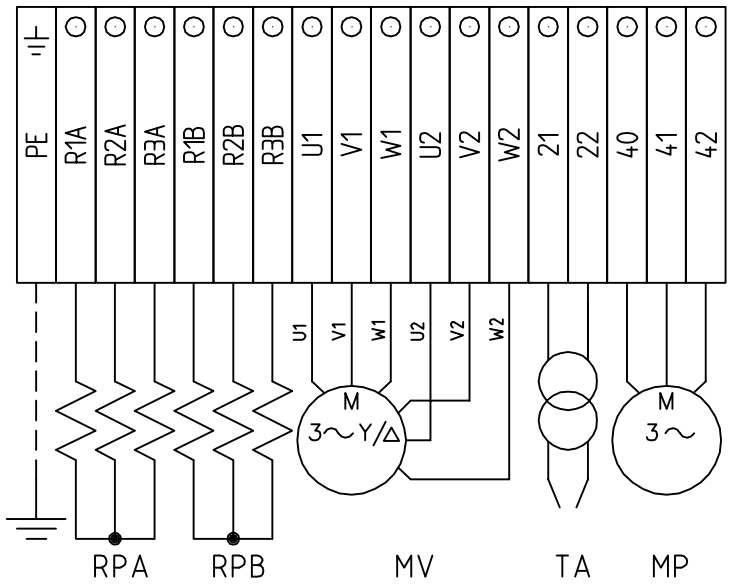 PE R1A R2A R3A R1B R2B R3B U1 V1 W1 U2 V2 W2 21 22 40 41 42
U1 V1 W1 U2 V2 W2
M M
3~ Y/△ 3~
RPA RPB MV TA MP